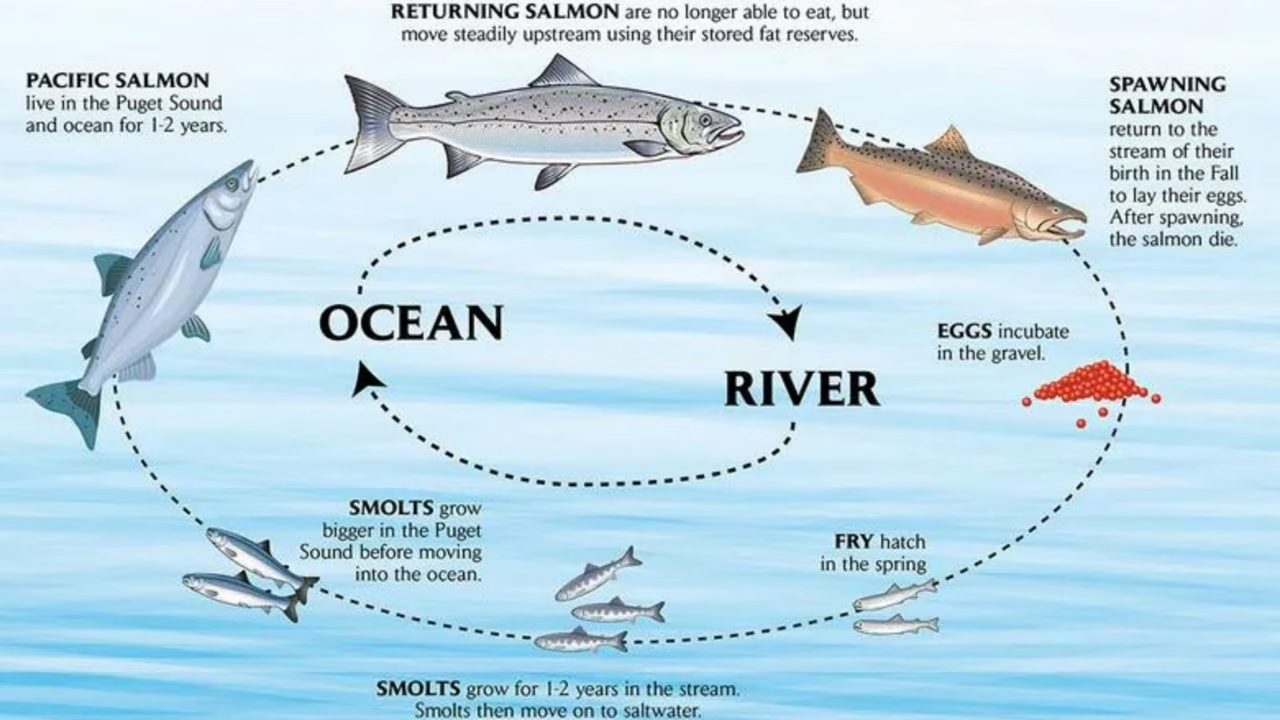 RETURNING SALMON are no longer able to eat, but
move steadily upstream using their stored fat reserves.
PACIFIC SALMON
live in the Puget Sound
and ocean for 1-2 years.
SPAWNING
SALMON
return to the
stream of their
birth in the Fall
to lay their eggs.
After spawning,
the salmon die.
OCEAN
RIVER
EGGS incubate
in the gravel.
SMOLTS grow
bigger in the Puget
Sound before moving
into the ocean.
FRY hatch
in the spring
SMOLTS grow for 1-2 years in the stream.
Smolts then move on to saltwater.